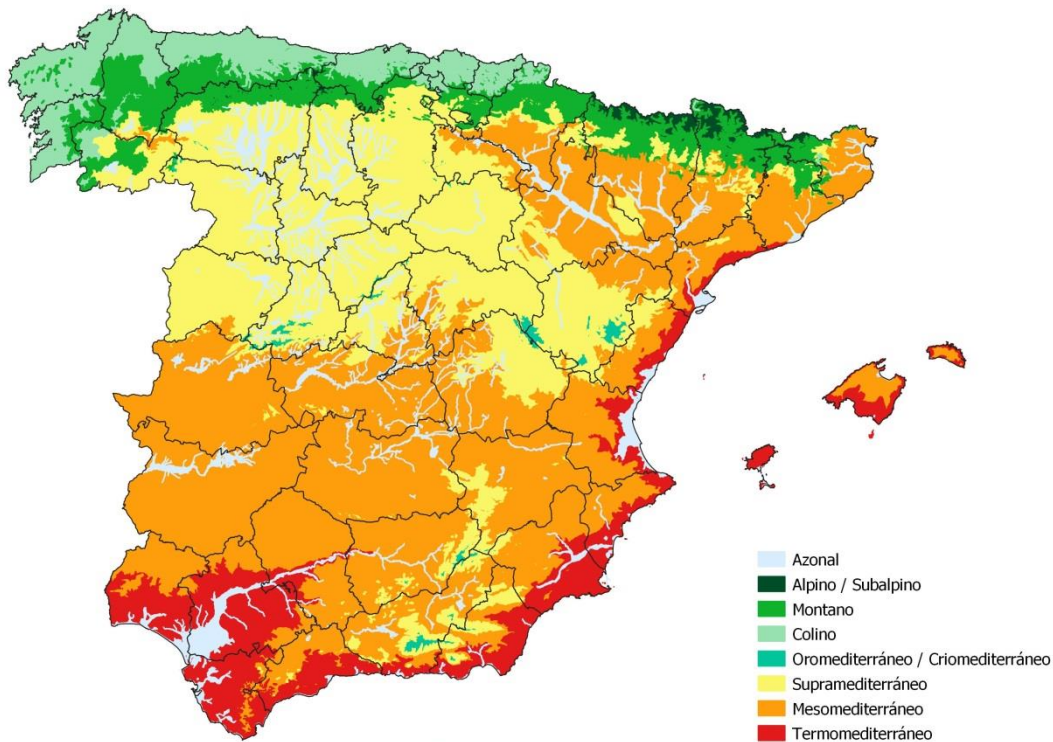 Azonal
Alpino / Subalpino
Montano
Colino
Oromediterráneo / Criomediterráneo
Supramediterráneo
Mesomediterráneo
Termomediterráneo